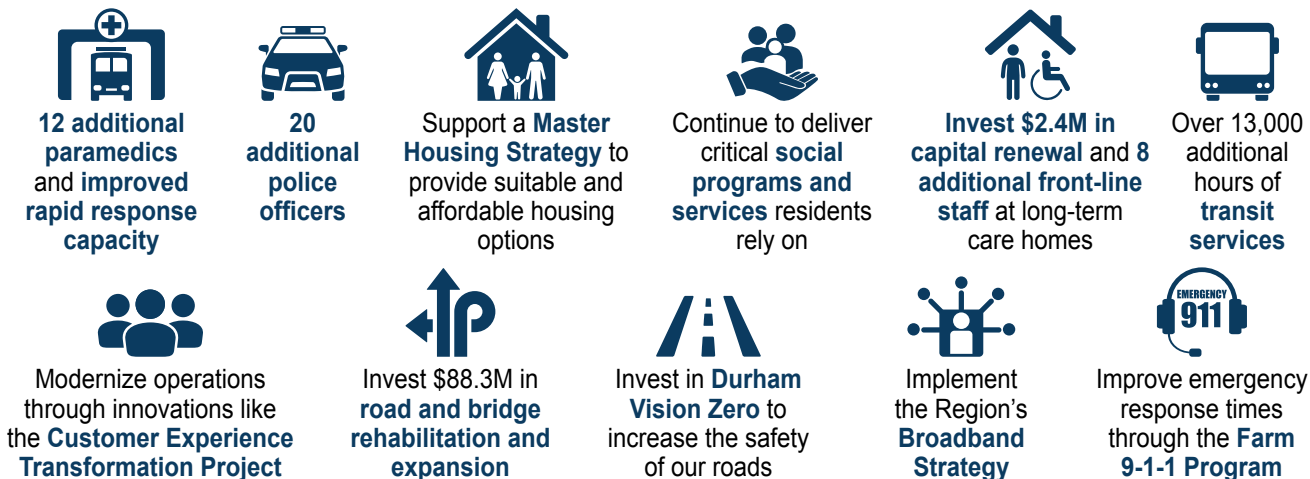 12 additional
paramedics
and improved
rapid response
capacity
20
additional
police
officers
Support a Master
Housing Strategy to
provide suitable and
affordable housing
options
Continue to deliver
critical social
programs and
services residents
rely on
Invest $2.4M in
capital renewal and 8
additional front-line
staff at long-term
care homes
Over 13,000
additional
hours of
transit
services
Modernize operations
through innovations like
the Customer Experience
Transformation Project
Invest $88.3M in
road and bridge
rehabilitation and
expansion
Invest in Durham
Vision Zero to
increase the safety
of our roads
Implement
the Region's
Broadband
Strategy
EMERGENCY
911
Improve emergency
response times
through the Farm
9-1-1 Program